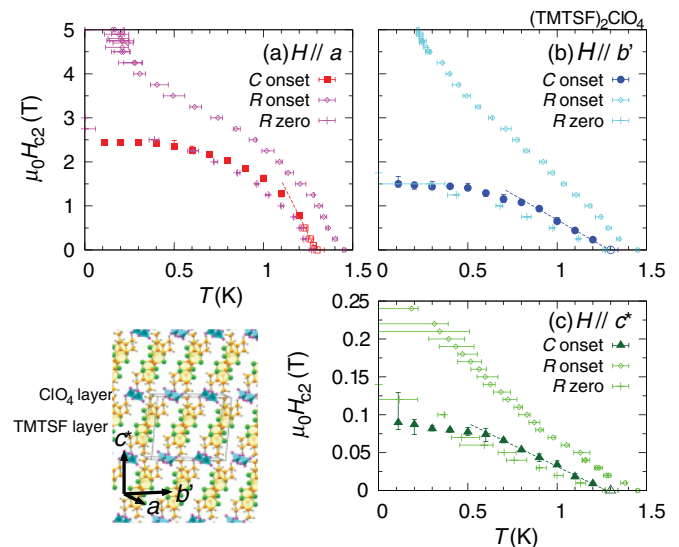 (TMTSF)₂ClO₄
(a) H // a
C onset
R onset
R zero
μ₀H_c2 (T)
5
4
3
2
1
0
0
0.5
1
1.5
T (K)
(b) H // b'
C onset
R onset
R zero
0
0.5
1
1.5
ClO₄ layer
TMTSF layer
c*
b'
a
(c) H // c*
C onset
R onset
R zero
μ₀H_c2 (T)
0.25
0.2
0.15
0.1
0.05
0
0
0.5
1
1.5
T (K)